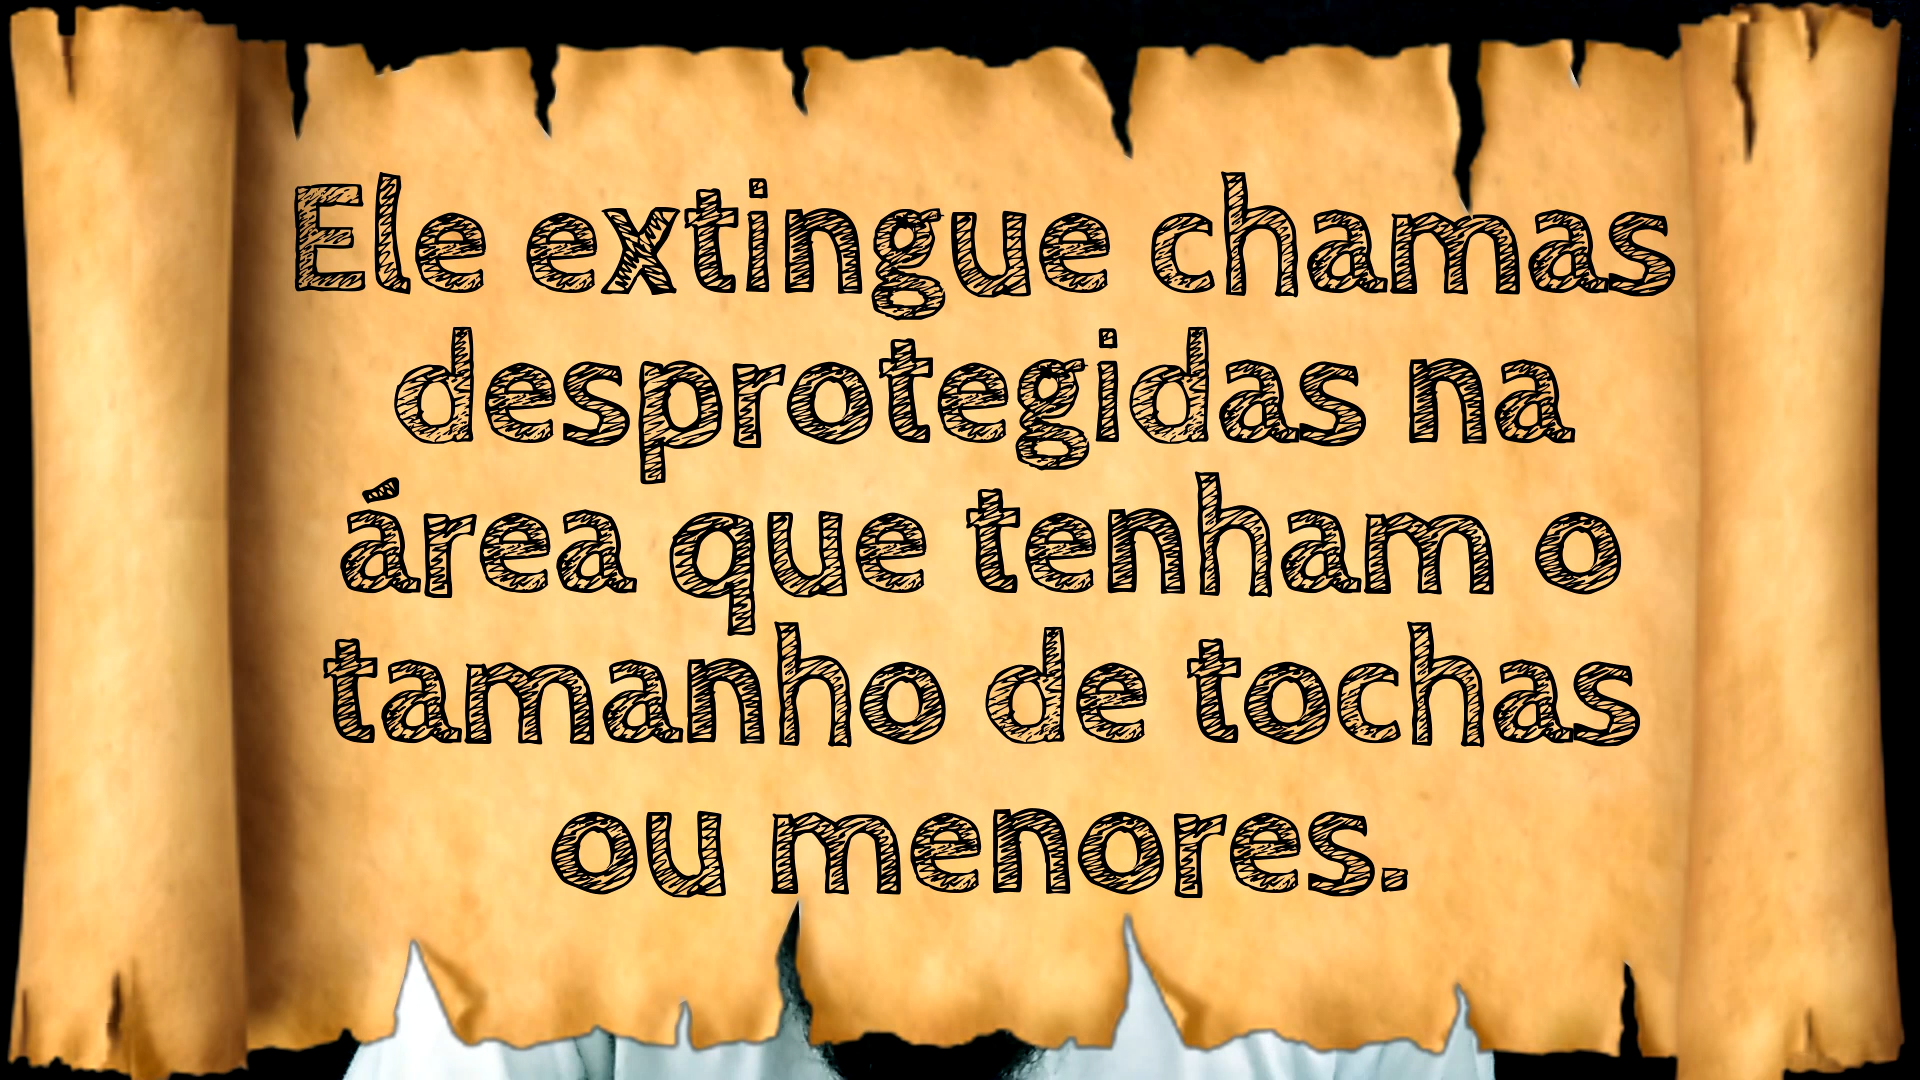 Ele extingue chamas
desprotegidas na
área que tenham o
tamanho de tochas
ou menores.